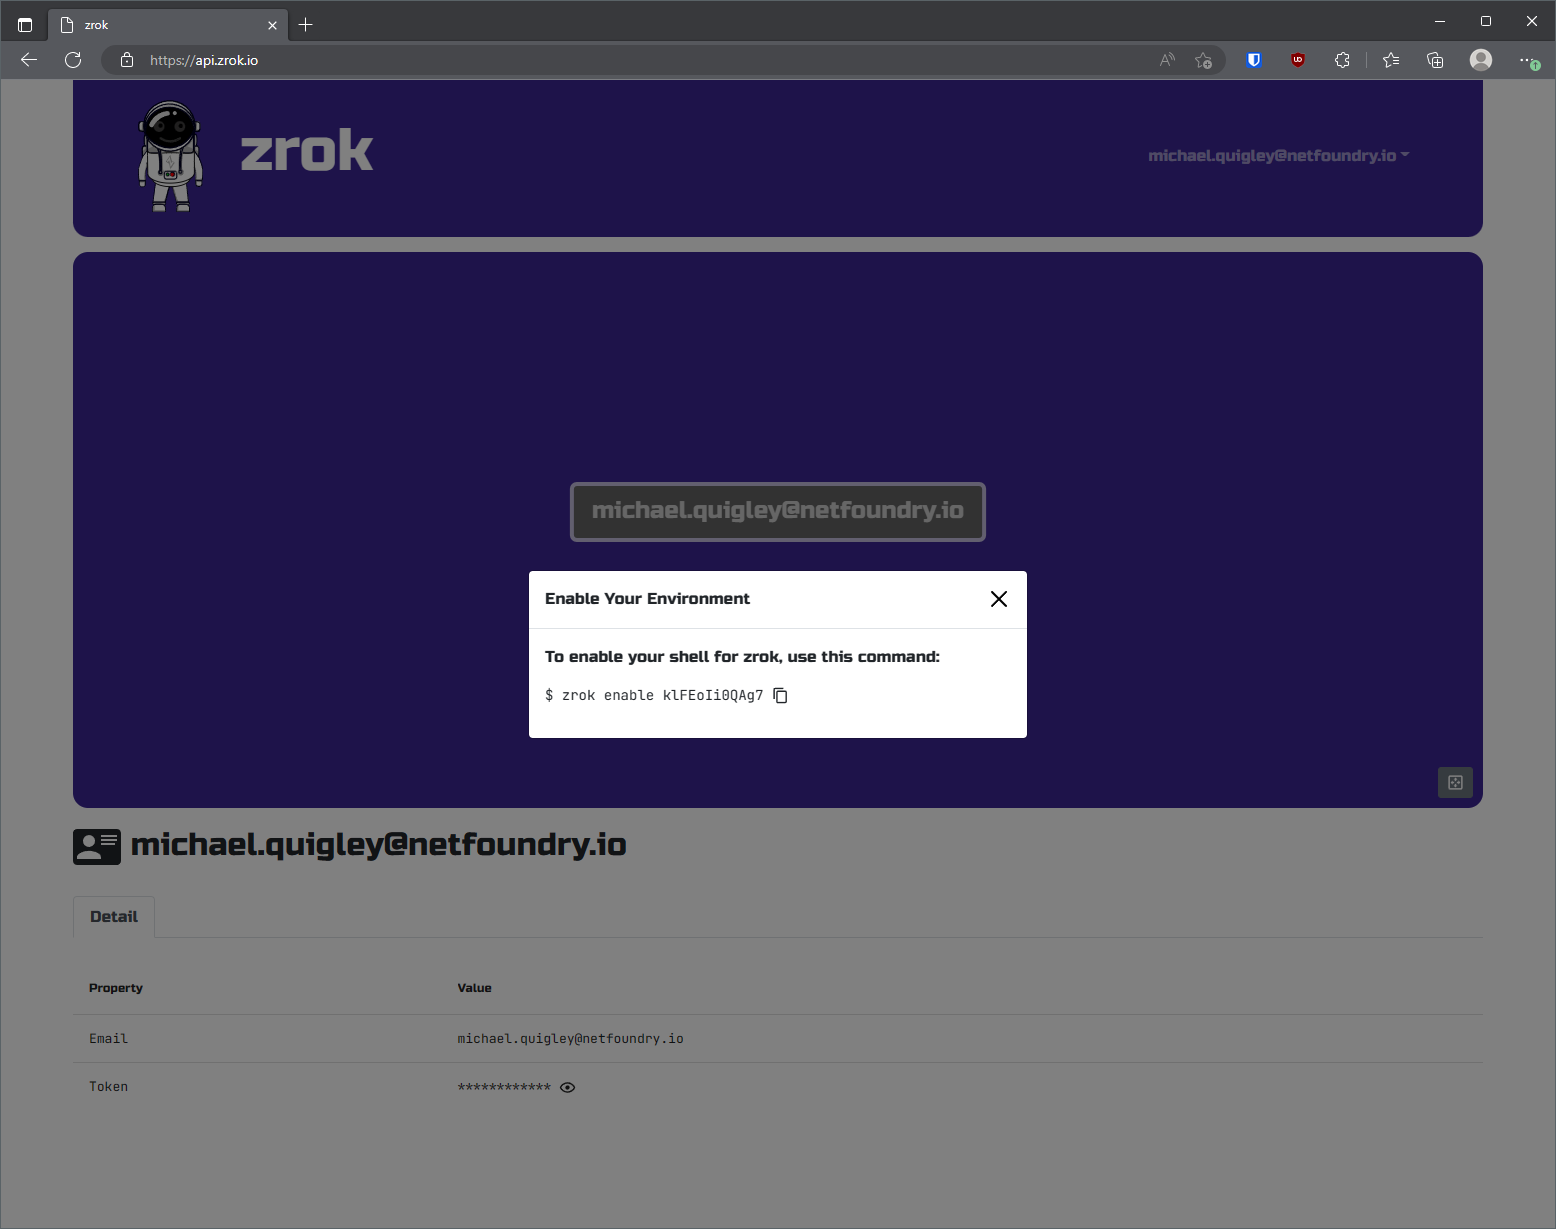 zrok
https://api.zrok.io
zrok
michael.quigley@netfoundry.io
michael.quigley@netfoundry.io
Enable Your Environment
To enable your shell for zrok, use this command:
$ zrok enable klFEoIi0QAg7
michael.quigley@netfoundry.io
Detail
Property Value
Email michael.quigley@netfoundry.io
Token ************